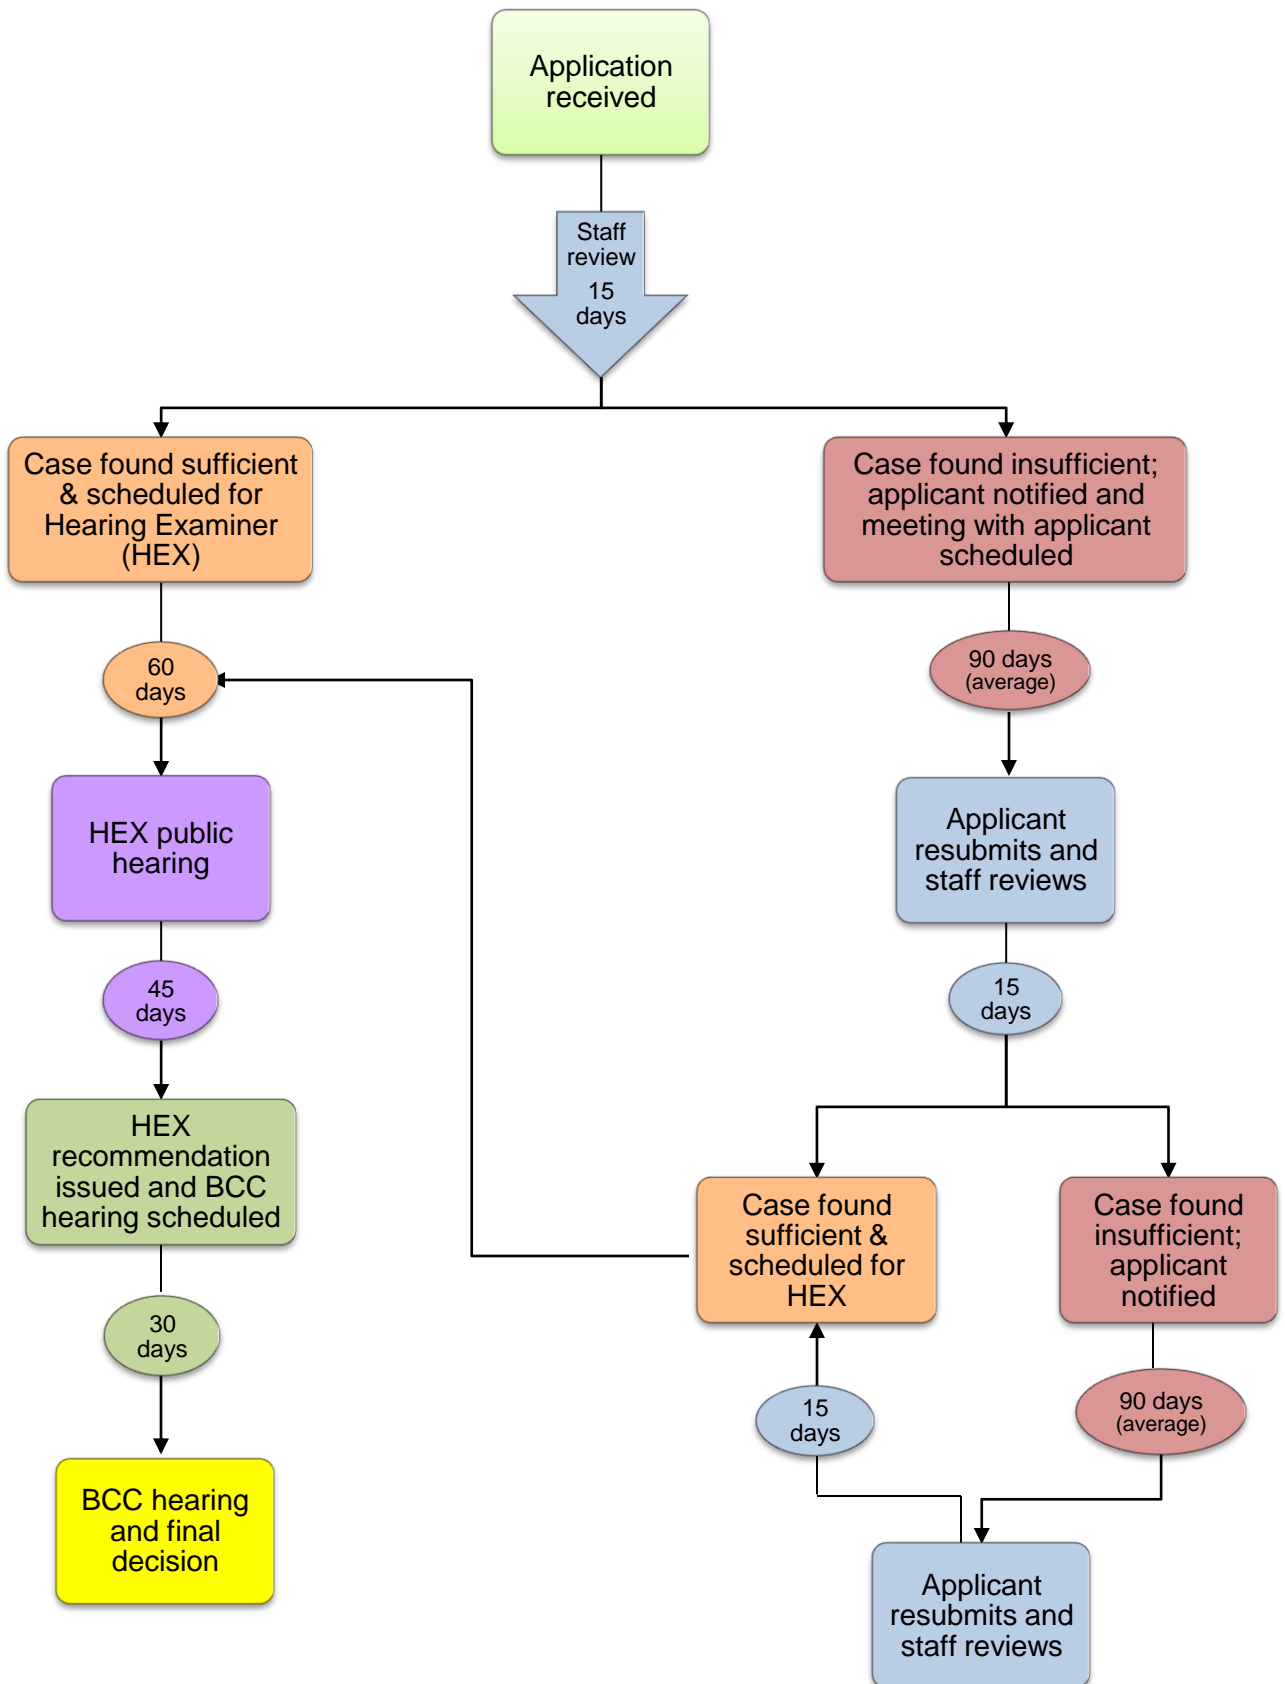 Application
received
Staff
review
15
days
Case found sufficient
& scheduled for
Hearing Examiner
(HEX)
Case found insufficient;
applicant notified and
meeting with applicant
scheduled
60
days
90 days
(average)
HEX public
hearing
Applicant
resubmits and
staff reviews
45
days
15
days
HEX
recommendation
issued and BCC
hearing scheduled
Case found
sufficient &
scheduled for
HEX
Case found
insufficient;
applicant
notified
30
days
15
days
90 days
(average)
BCC hearing
and final
decision
Applicant
resubmits and
staff reviews